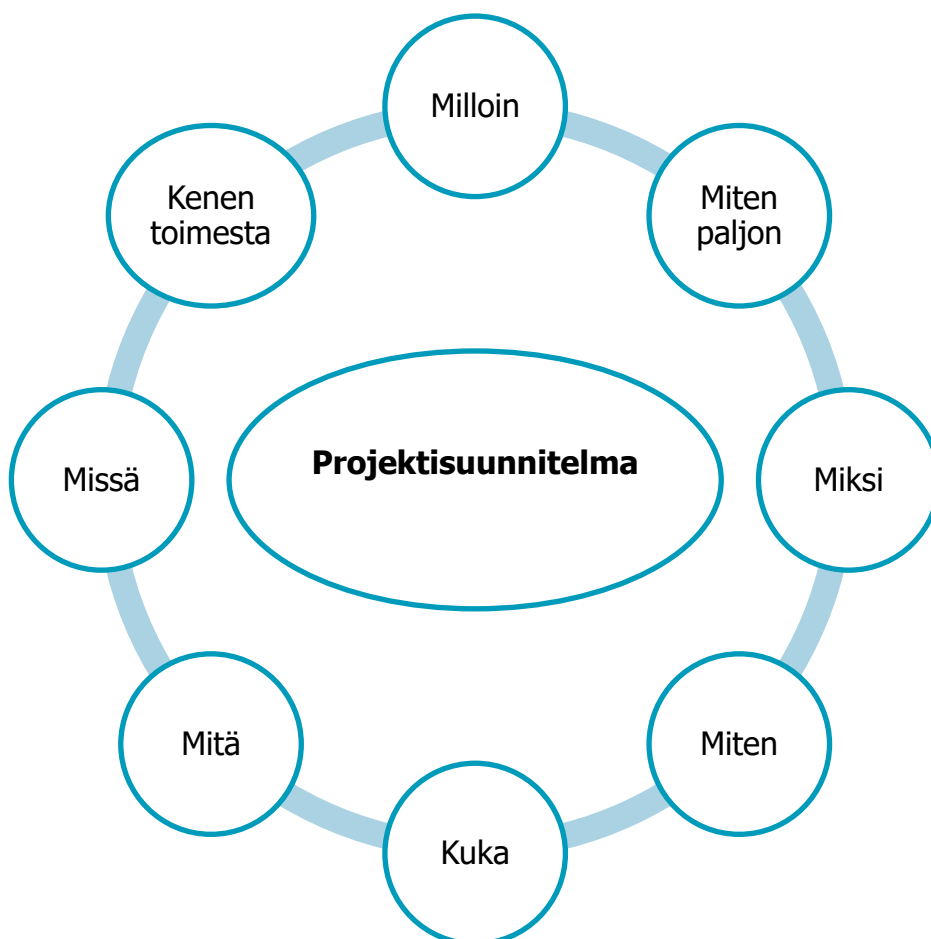 Milloin
Kenen
toimesta
Miten
paljon
Missä
Projektisuunnitelma
Miksi
Mitä
Miten
Kuka